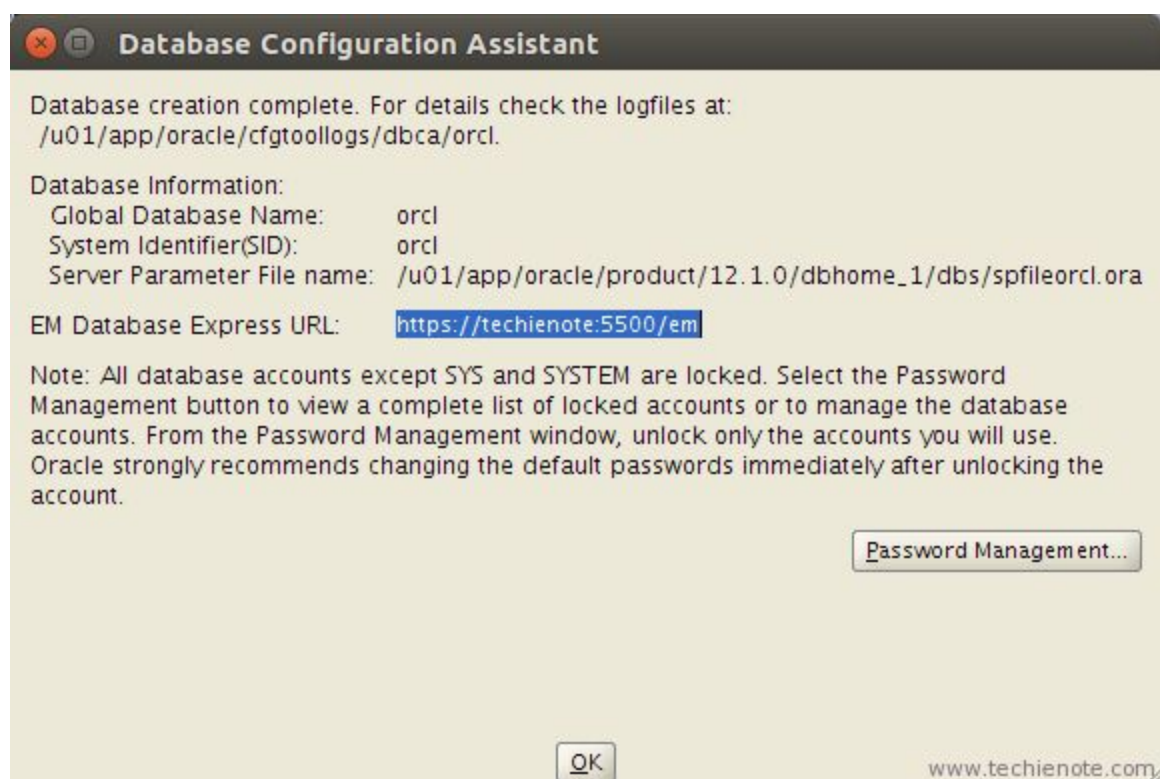 Database Configuration Assistant
Database creation complete. For details check the logfiles at:
/u01/app/oracle/cfgtoollogs/dbca/orcl.
Database Information:
Global Database Name: orcl
System Identifier(SID): orcl
Server Parameter File name: /u01/app/oracle/product/12.1.0/dbhome_1/dbs/spfileorcl.ora
EM Database Express URL: https://techienote:5500/em
Note: All database accounts except SYS and SYSTEM are locked. Select the Password
Management button to view a complete list of locked accounts or to manage the database
accounts. From the Password Management window, unlock only the accounts you will use.
Oracle strongly recommends changing the default passwords immediately after unlocking the
account.
Password Management...
OK
www.techienote.com